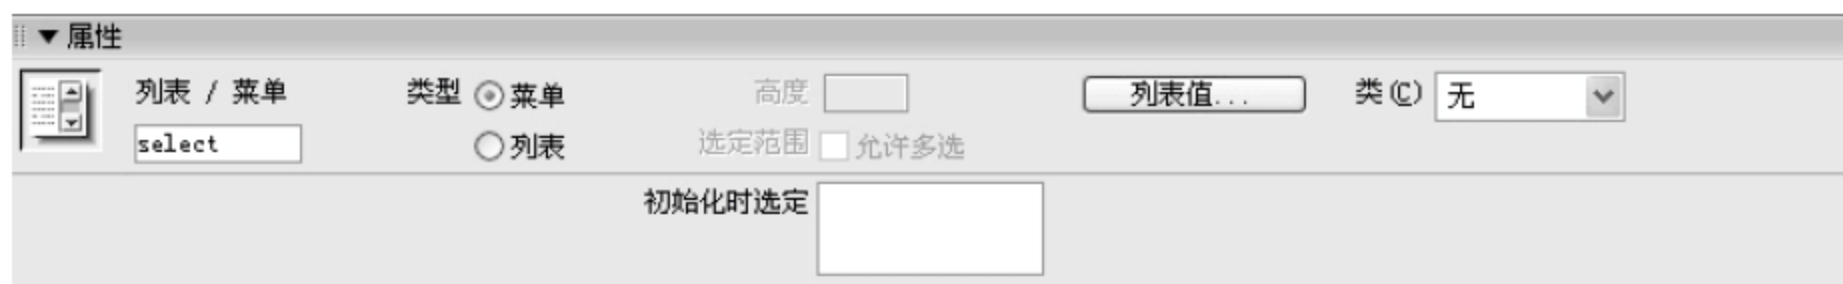 属性
列表 / 菜单 类型 菜单 高度 列表值... 类(C) 无
select 列表 选定范围 允许多选
初始化时选定